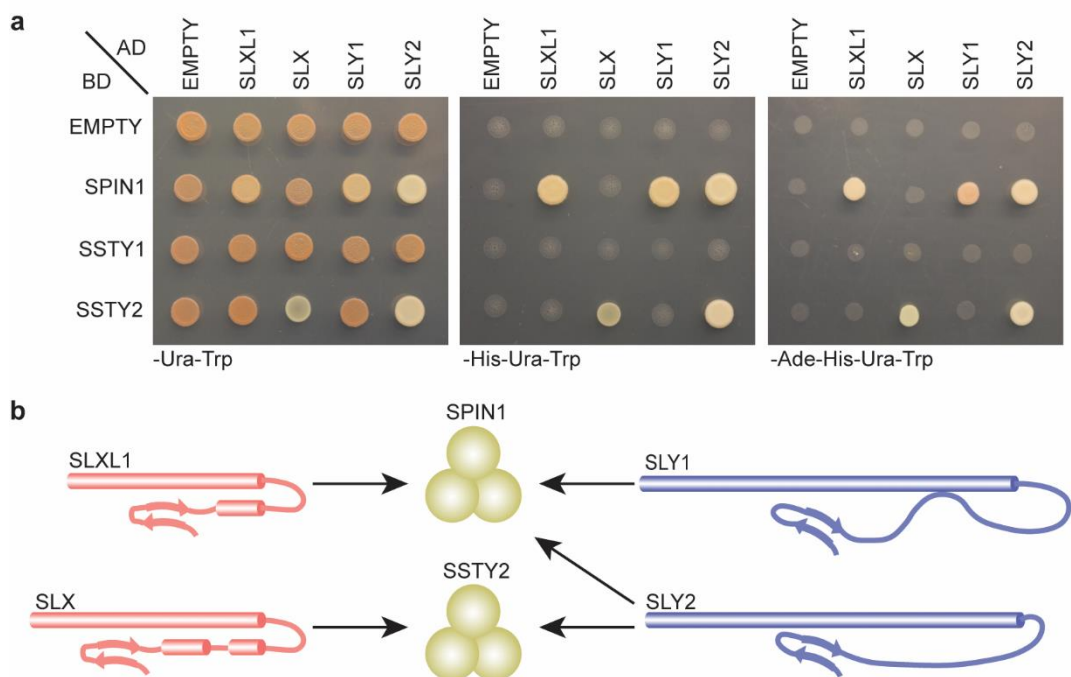 a
AD
BD
EMPTY SLXL1 SLX SLY1 SLY2
EMPTY SLXL1 SLX SLY1 SLY2
EMPTY SLXL1 SLX SLY1 SLY2
EMPTY
SPIN1
SSTY1
SSTY2
-Ura-Trp
-His-Ura-Trp
-Ade-His-Ura-Trp
b
SPIN1
SLXL1
SLY1
SSTY2
SLX
SLY2